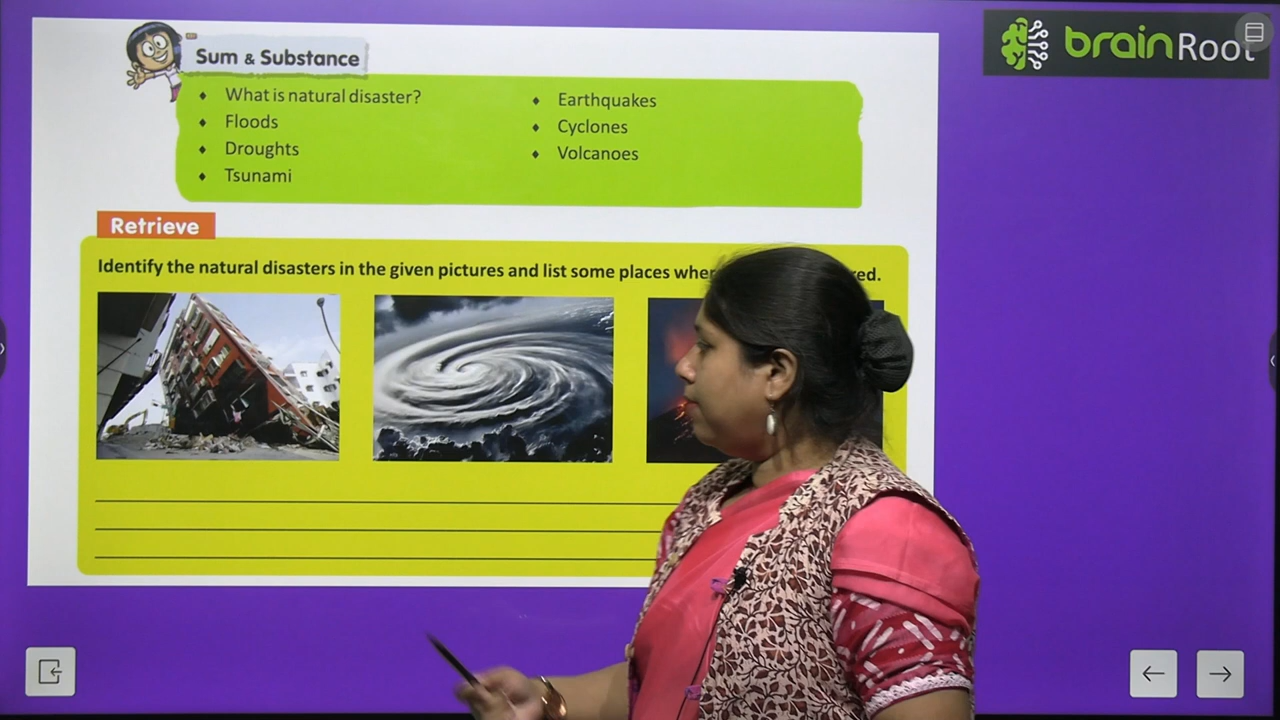 brainRoot
Sum & Substance
What is natural disaster?
Floods
Droughts
Tsunami
Earthquakes
Cyclones
Volcanoes
Retrieve
Identify the natural disasters in the given pictures and list some places